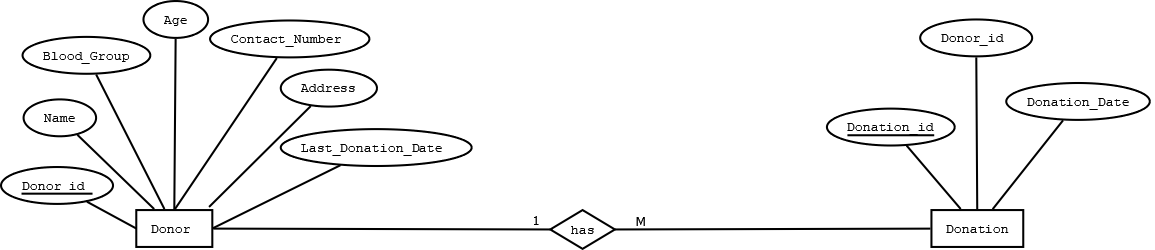 Age
Contact_Number
Donor_id
Blood_Group
Address
Donation_Date
Name
Donation_id
Last_Donation_Date
Donor_id
1
M
Donor
has
Donation